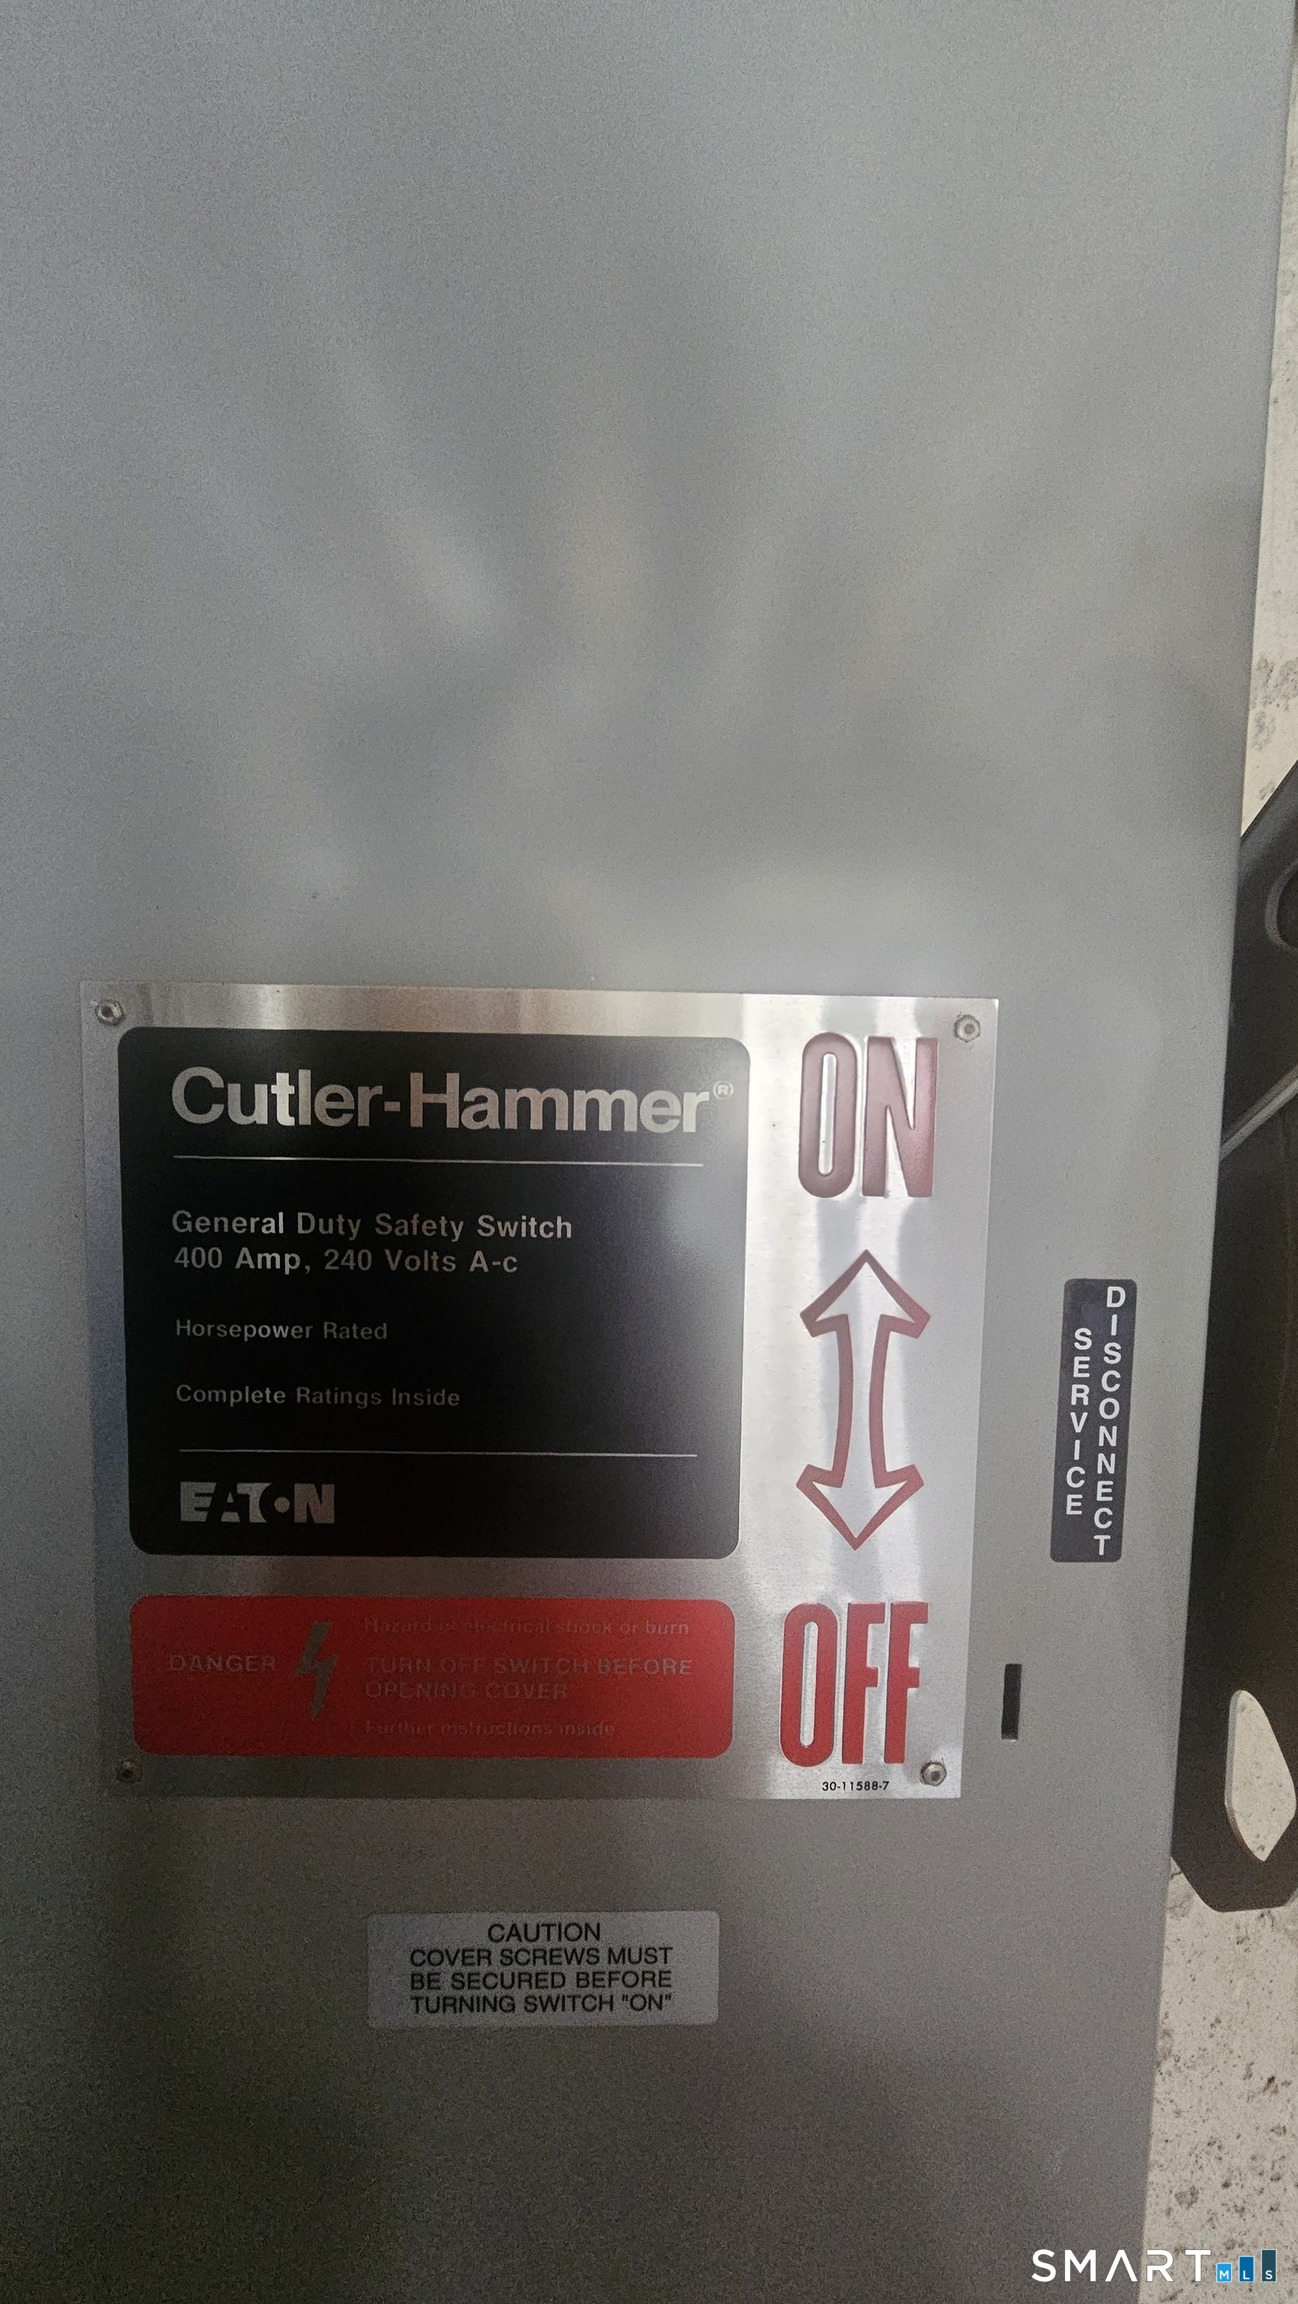 Cutler-Hammer®
General Duty Safety Switch
400 Amp, 240 Volts A-c
Horsepower Rated
Complete Ratings Inside
EATON
DANGER
Hazard of electrical shock or burn
TURN OFF SWITCH BEFORE
OPENING COVER
Further instructions inside
ON
OFF
30-11588-7
SERVICE
DISCONNECT
CAUTION
COVER SCREWS MUST
BE SECURED BEFORE
TURNING SWITCH "ON"
SMART MLS